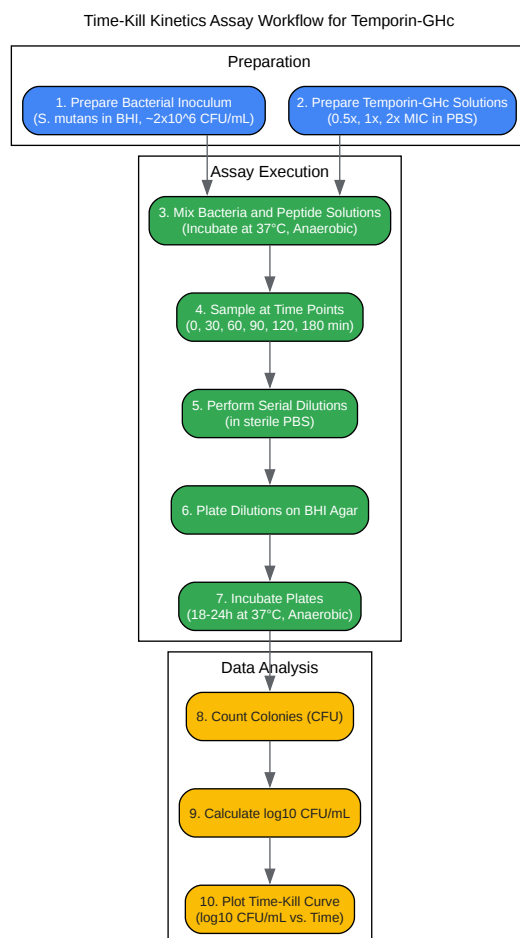 Time-Kill Kinetics Assay Workflow for Temporin-GHc
Preparation
1. Prepare Bacterial Inoculum
(S. mutans in BHI, ~2x10^6 CFU/mL)
2. Prepare Temporin-GHc Solutions
(0.5x, 1x, 2x MIC in PBS)
Assay Execution
3. Mix Bacteria and Peptide Solutions
(Incubate at 37°C, Anaerobic)
4. Sample at Time Points
(0, 30, 60, 90, 120, 180 min)
5. Perform Serial Dilutions
(in sterile PBS)
6. Plate Dilutions on BHI Agar
7. Incubate Plates
(18-24h at 37°C, Anaerobic)
Data Analysis
8. Count Colonies (CFU)
9. Calculate log10 CFU/mL
10. Plot Time-Kill Curve
(log10 CFU/mL vs. Time)